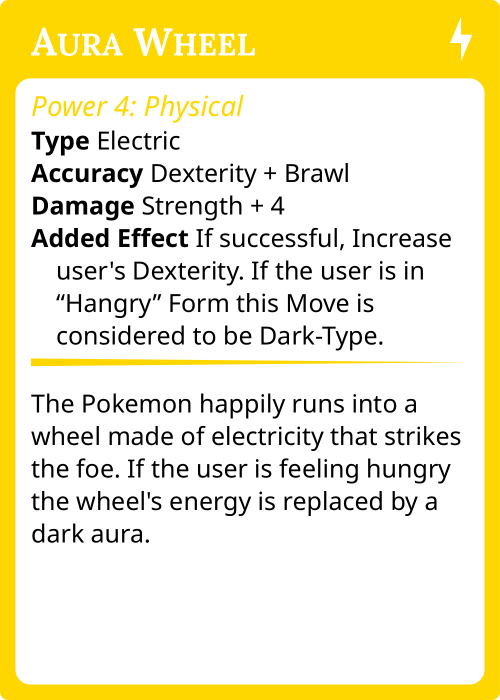 Aura Wheel
Power 4: Physical
Type Electric
Accuracy Dexterity + Brawl
Damage Strength + 4
Added Effect If successful, Increase
user's Dexterity. If the user is in
“Hangry” Form this Move is
considered to be Dark-Type.
The Pokemon happily runs into a
wheel made of electricity that strikes
the foe. If the user is feeling hungry
the wheel's energy is replaced by a
dark aura.